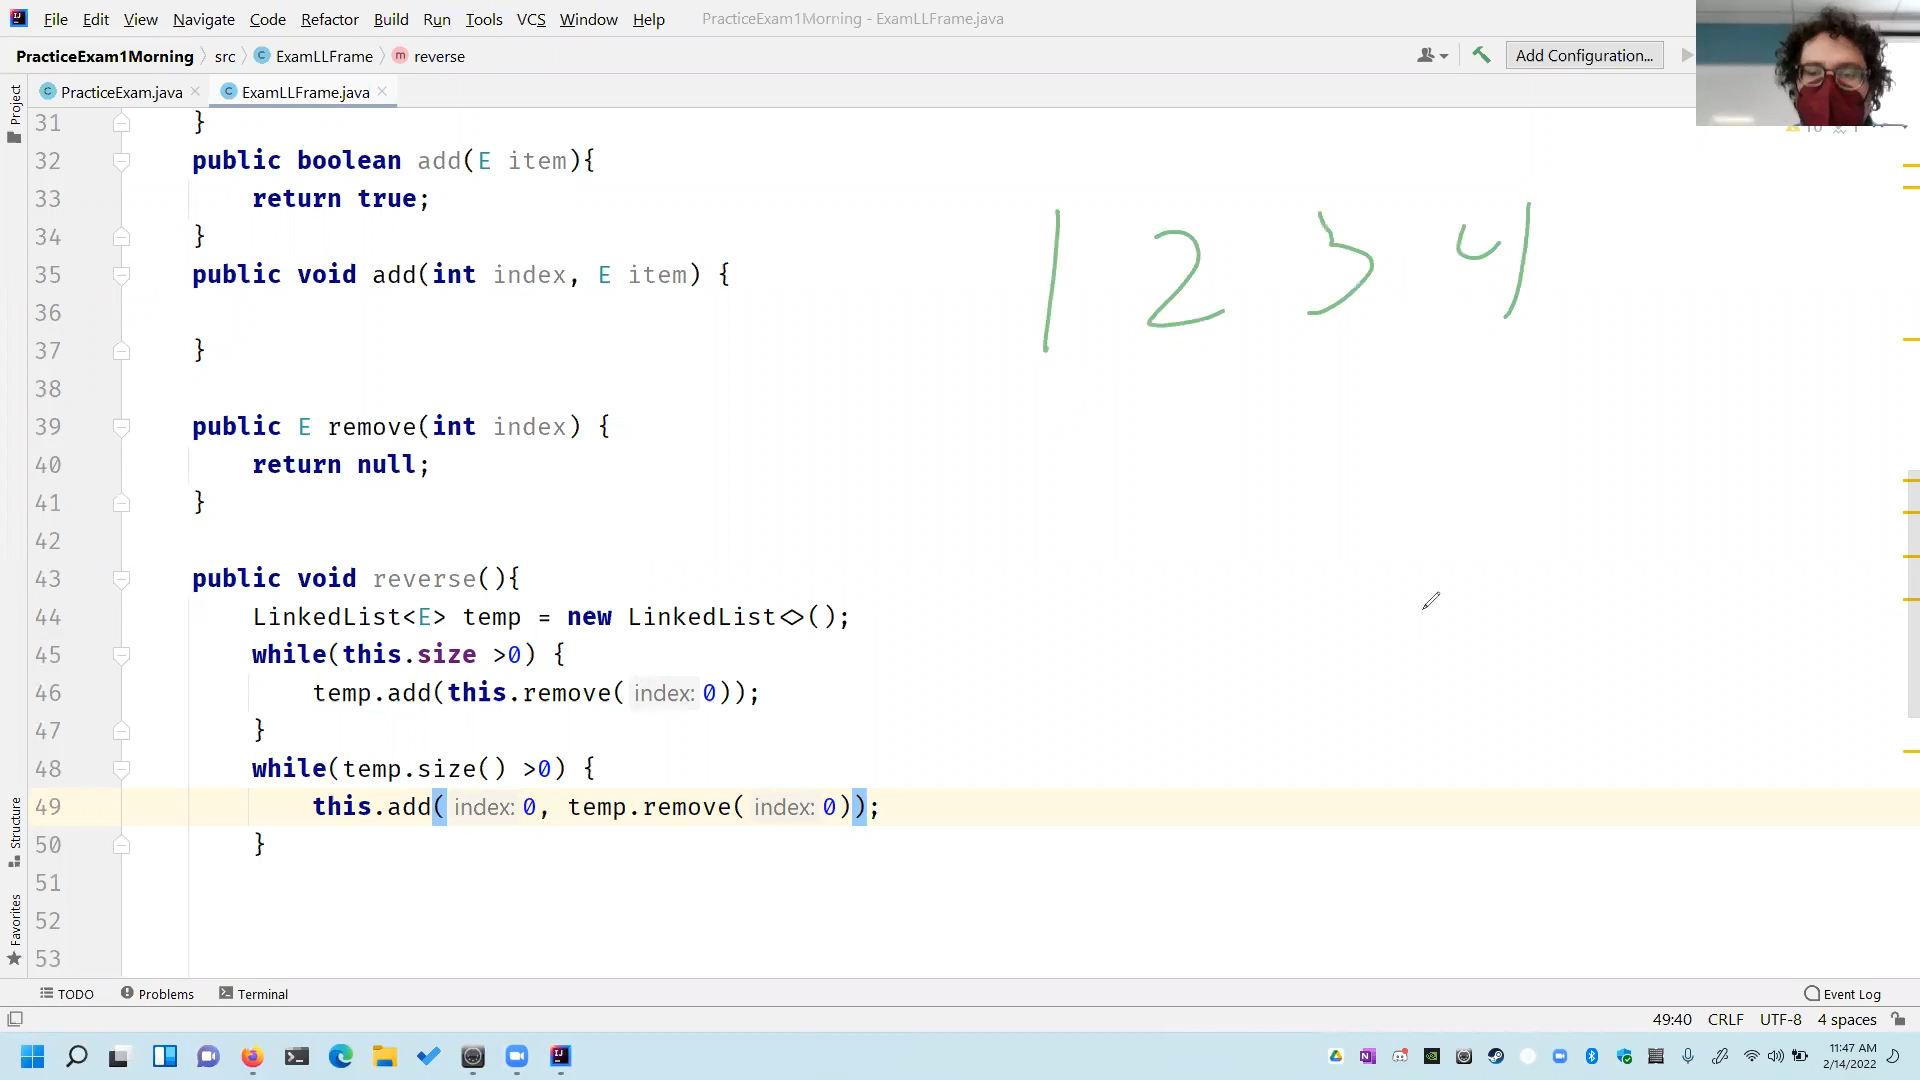 File Edit View Navigate Code Refactor Build Run Tools VCS Window Help PracticeExam1Morning - ExamLLFrame.java
PracticeExam1Morning src ExamLLFrame reverse Add Configuration...
PracticeExam.java ExamLLFrame.java
Project
31 }
32 public boolean add(E item){
33 return true;
34 }
35 public void add(int index, E item) {
36
37 }
38
39 public E remove(int index) {
40 return null;
41 }
42
43 public void reverse(){
44 LinkedList<E> temp = new LinkedList<>();
45 while(this.size >0) {
46 temp.add(this.remove( index: 0));
47 }
48 while(temp.size() >0) {
49 this.add( index: 0, temp.remove( index: 0));
50 }
51
52
53
1 2 3 4
Structure
Favorites
TODO Problems Terminal Event Log
49:40 CRLF UTF-8 4 spaces
11:47 AM
2/14/2022